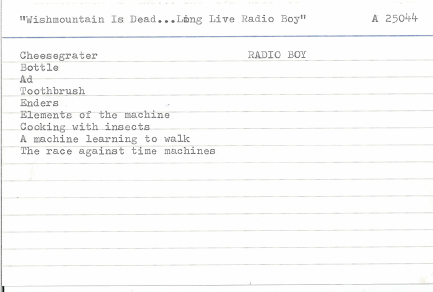 "Wishmountain Is Dead...Long Live Radio Boy" A 25044
Cheesegrater RADIO BOY
Bottle
Ad
Toothbrush
Enders
Elements of the machine
Cooking with insects
A machine learning to walk
The race against time machines